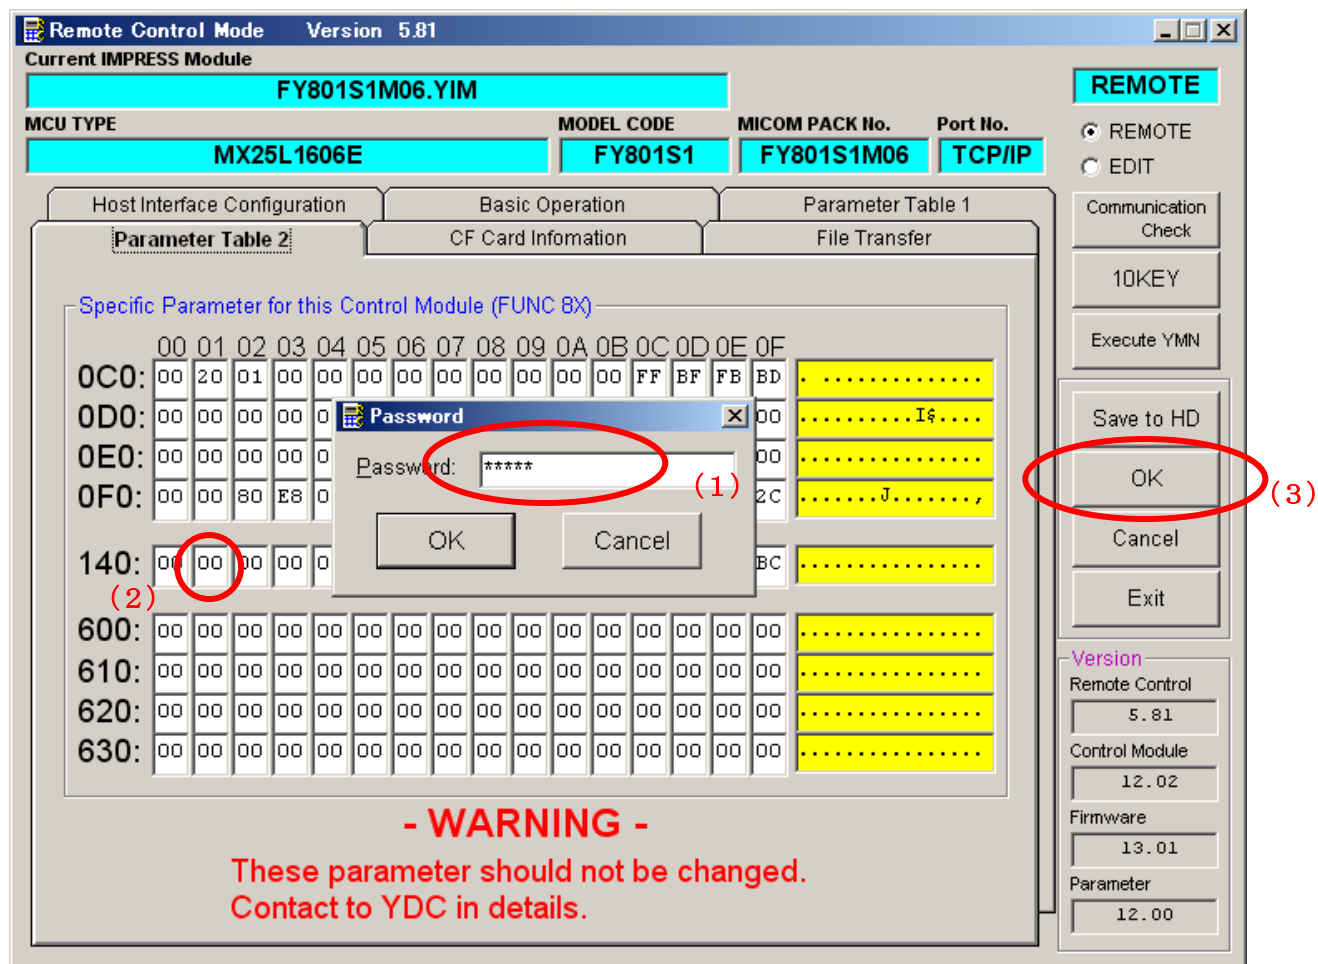 Remote Control Mode Version 5.81
Current IMPRESS Module
FY801S1M06.YIM
REMOTE
MCU TYPE MODEL CODE MICOM PACK No. Port No.
MX25L1606E FY801S1 FY801S1M06 TCP/IP
REMOTE
EDIT
Host Interface Configuration Basic Operation Parameter Table 1
Parameter Table 2 CF Card Infomation File Transfer
Communication
Check
10KEY
Execute YMN
Save to HD
OK
(3)
Cancel
Exit
Specific Parameter for this Control Module (FUNC 8X)
00 01 02 03 04 05 06 07 08 09 0A 0B 0C 0D 0E 0F
0C0: 00 20 01 00 00 00 00 00 00 00 00 00 FF BF FB BD . ..............
0D0: 00 00 00 00 0 00 ..........I$....
0E0: 00 00 00 00 0 00 ................
0F0: 00 00 80 E8 0 2C .......J.......,
140: 00 00 00 00 0 BC ................
(2)
600: 00 00 00 00 00 00 00 00 00 00 00 00 00 00 00 00 ................
610: 00 00 00 00 00 00 00 00 00 00 00 00 00 00 00 00 ................
620: 00 00 00 00 00 00 00 00 00 00 00 00 00 00 00 00 ................
630: 00 00 00 00 00 00 00 00 00 00 00 00 00 00 00 00 ................
Password
Password: *****
(1)
OK Cancel
- WARNING -
These parameter should not be changed.
Contact to YDC in details.
Version
Remote Control
5.81
Control Module
12.02
Firmware
13.01
Parameter
12.00